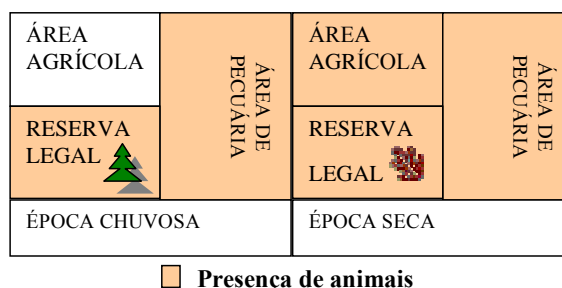 ÁREA
AGRÍCOLA
ÁREA DE
PECUÁRIA
RESERVA
LEGAL
ÉPOCA CHUVOSA
ÁREA
AGRÍCOLA
ÁREA DE
PECUÁRIA
RESERVA
LEGAL
ÉPOCA SECA
Presença de animais